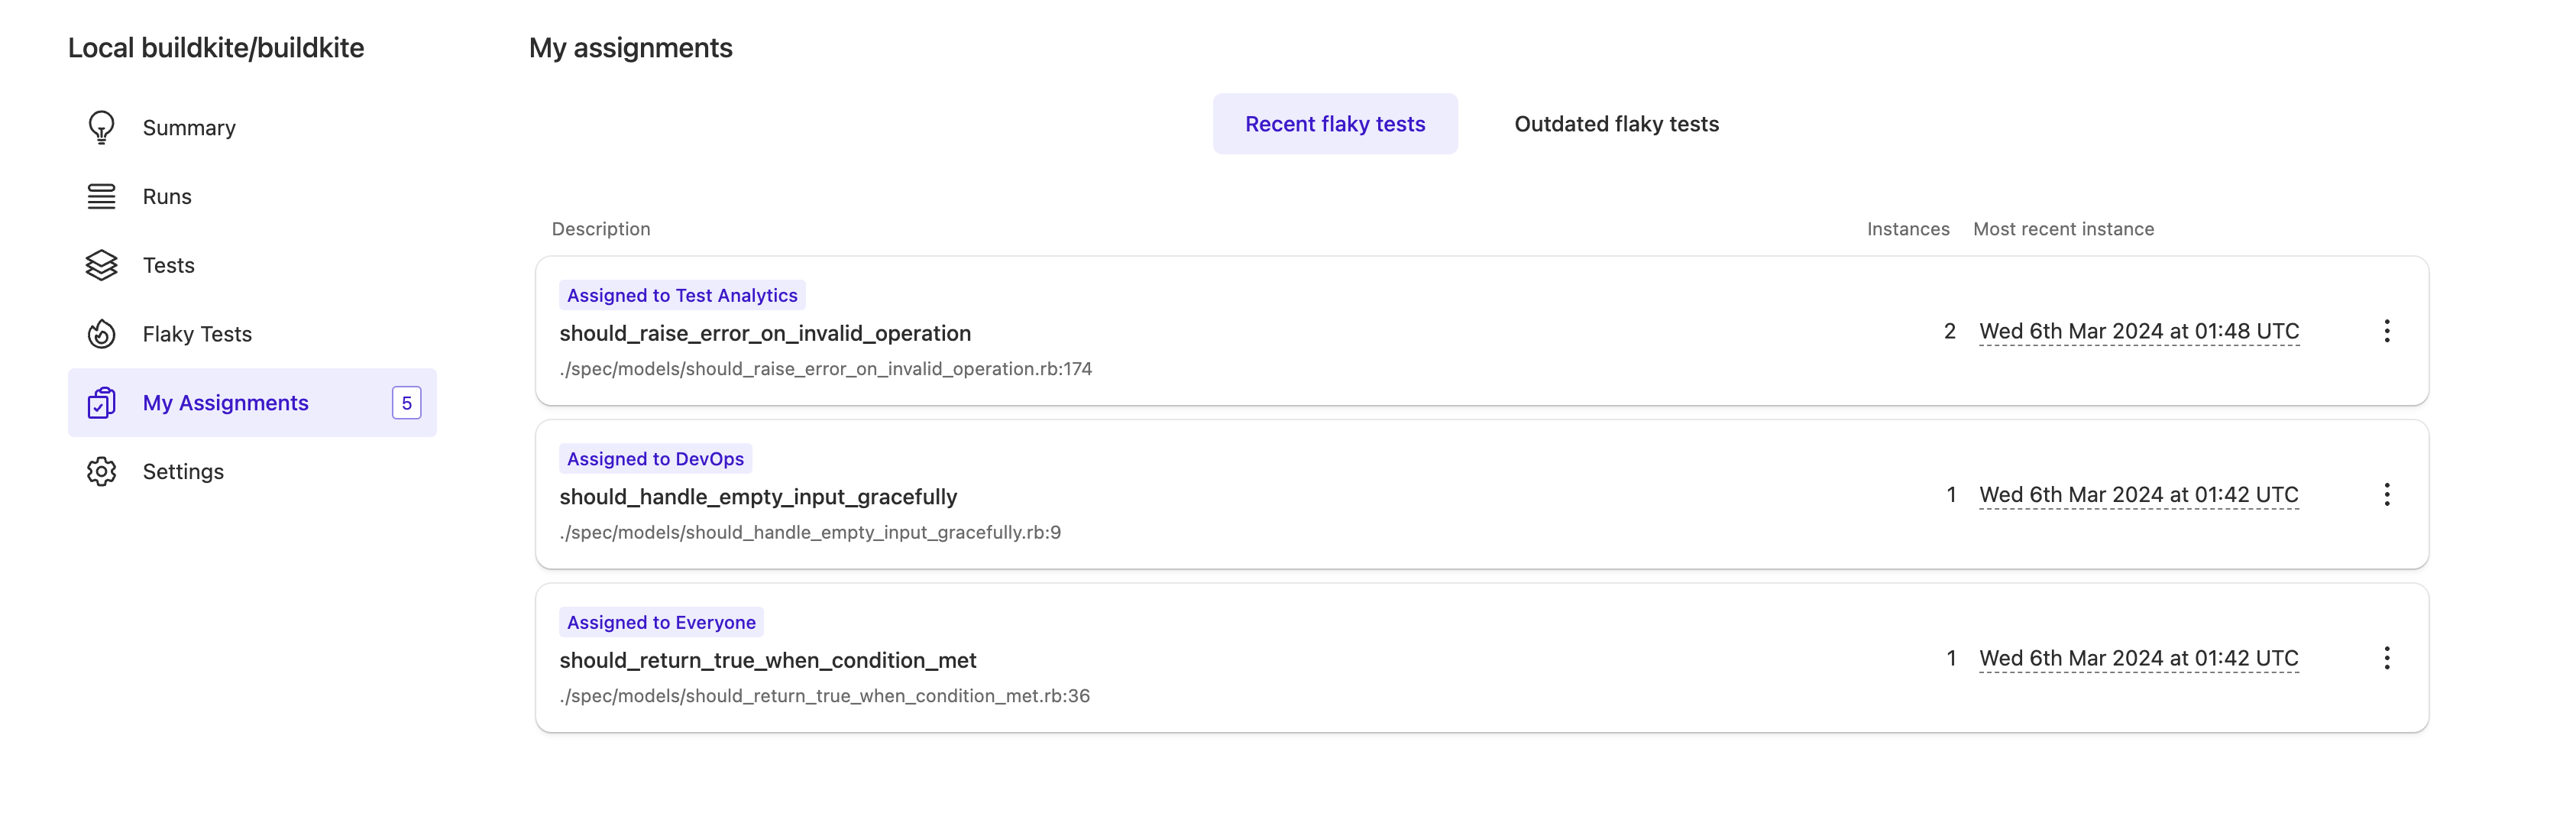 Local buildkite/buildkite
Summary
Runs
Tests
Flaky Tests
My Assignments 5
Settings
My assignments
Recent flaky tests Outdated flaky tests
Description Instances Most recent instance
Assigned to Test Analytics
should_raise_error_on_invalid_operation
./spec/models/should_raise_error_on_invalid_operation.rb:174
2 Wed 6th Mar 2024 at 01:48 UTC
Assigned to DevOps
should_handle_empty_input_gracefully
./spec/models/should_handle_empty_input_gracefully.rb:9
1 Wed 6th Mar 2024 at 01:42 UTC
Assigned to Everyone
should_return_true_when_condition_met
./spec/models/should_return_true_when_condition_met.rb:36
1 Wed 6th Mar 2024 at 01:42 UTC